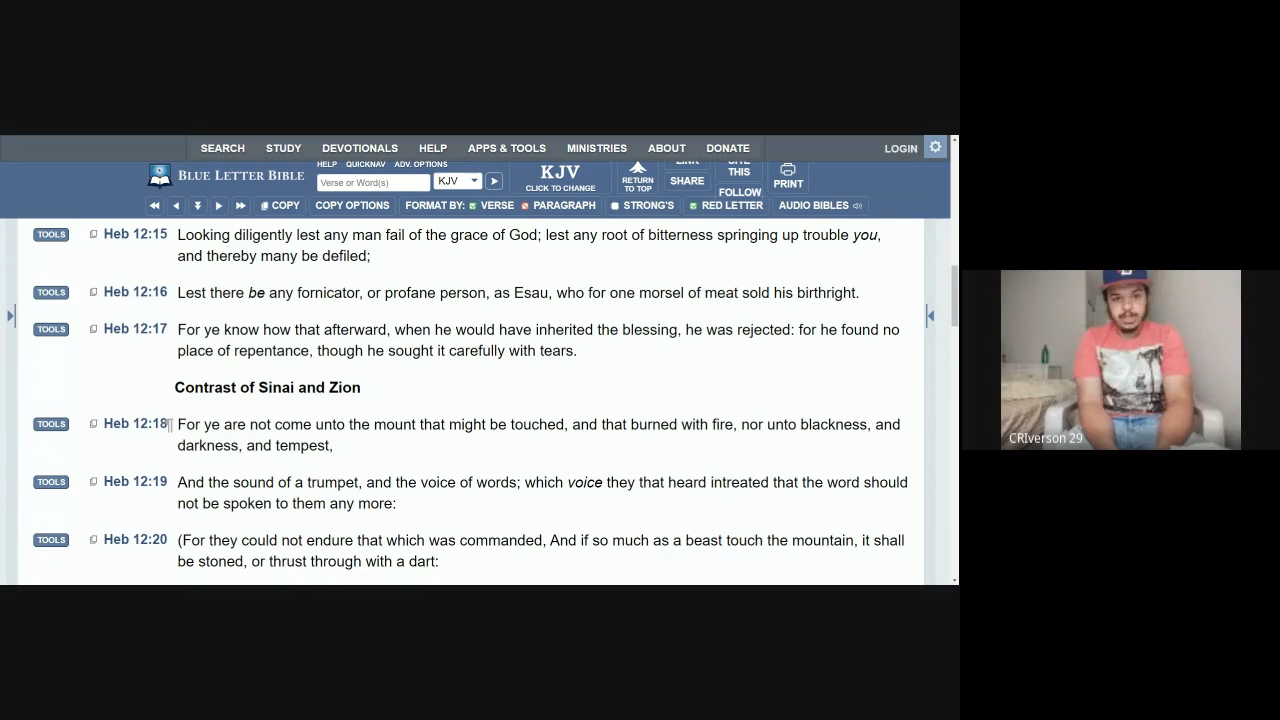 SEARCH STUDY DEVOTIONALS HELP APPS & TOOLS MINISTRIES ABOUT DONATE LOGIN
HELP QUICKNAV ADV. OPTIONS
BLUE LETTER BIBLE
Verse or Word(s) KJV
KJV
CLICK TO CHANGE
RETURN
TO TOP
LINK
SHARE
CITE
THIS
FOLLOW
PRINT
COPY COPY OPTIONS FORMAT BY: VERSE PARAGRAPH STRONG'S RED LETTER AUDIO BIBLES
TOOLS Heb 12:15 Looking diligently lest any man fail of the grace of God; lest any root of bitterness springing up trouble you,
and thereby many be defiled;
TOOLS Heb 12:16 Lest there be any fornicator, or profane person, as Esau, who for one morsel of meat sold his birthright.
TOOLS Heb 12:17 For ye know how that afterward, when he would have inherited the blessing, he was rejected: for he found no
place of repentance, though he sought it carefully with tears.
Contrast of Sinai and Zion
TOOLS Heb 12:18¶ For ye are not come unto the mount that might be touched, and that burned with fire, nor unto blackness, and
darkness, and tempest,
TOOLS Heb 12:19 And the sound of a trumpet, and the voice of words; which voice they that heard intreated that the word should
not be spoken to them any more:
TOOLS Heb 12:20 (For they could not endure that which was commanded, And if so much as a beast touch the mountain, it shall
be stoned, or thrust through with a dart:
CRIverson 29